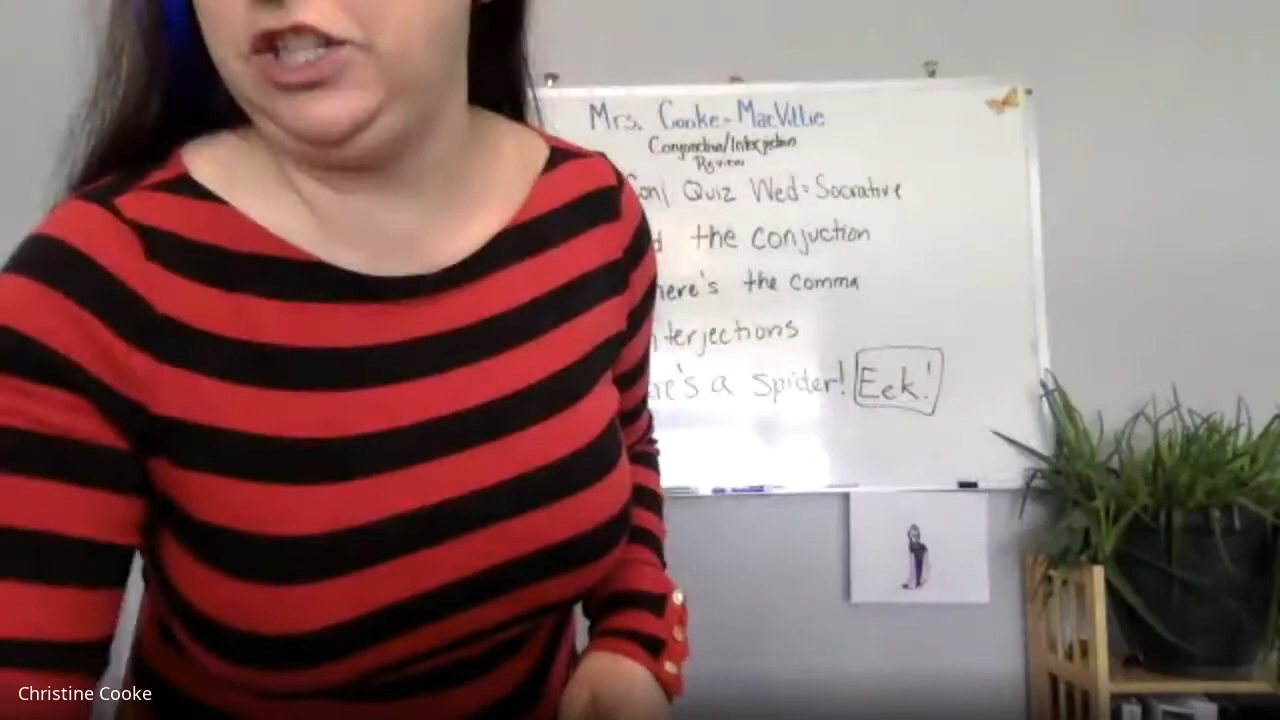 Mrs. Cooke-MacVillie
Conjunction/Interjection
Review
Conj Quiz Wed: Socrative
the conjuction
here's the comma
nterjections
re's a spider! Eek!
Christine Cooke